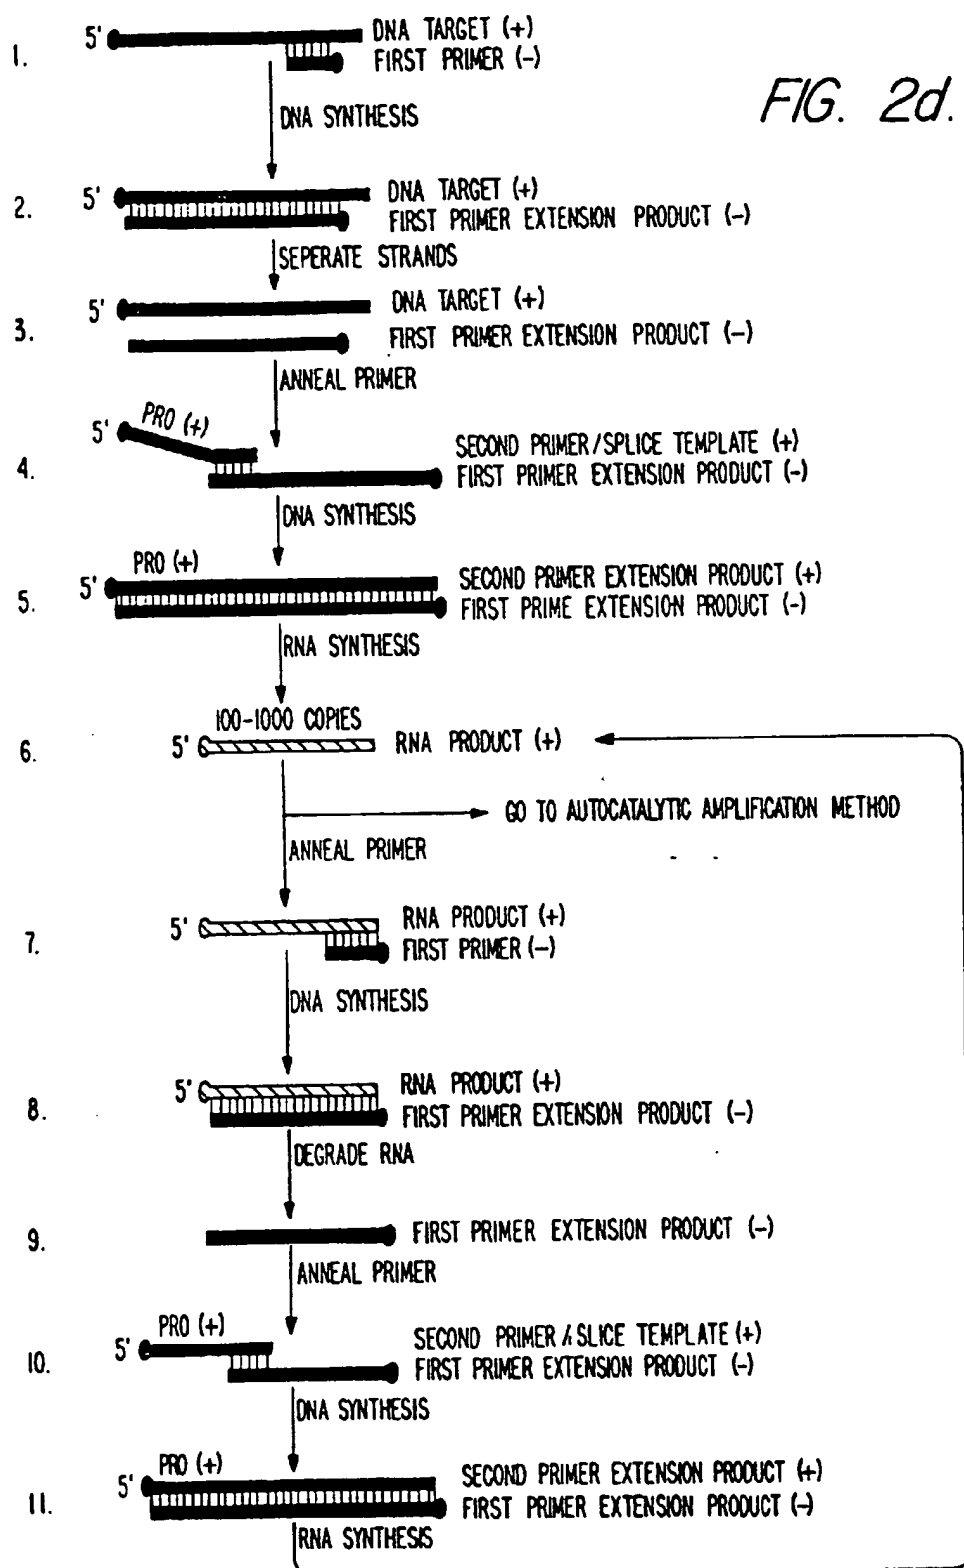 FIG. 2d.
1.
5' DNA TARGET (+)
FIRST PRIMER (-)
DNA SYNTHESIS
2.
5' DNA TARGET (+)
FIRST PRIMER EXTENSION PRODUCT (-)
SEPERATE STRANDS
3.
5' DNA TARGET (+)
FIRST PRIMER EXTENSION PRODUCT (-)
ANNEAL PRIMER
4.
5' PRO (+)
SECOND PRIMER/SPLICE TEMPLATE (+)
FIRST PRIMER EXTENSION PRODUCT (-)
DNA SYNTHESIS
5.
5' PRO (+)
SECOND PRIMER EXTENSION PRODUCT (+)
FIRST PRIME EXTENSION PRODUCT (-)
RNA SYNTHESIS
6.
100-1000 COPIES
5' RNA PRODUCT (+)
GO TO AUTOCATALYTIC AMPLIFICATION METHOD
ANNEAL PRIMER
7.
5' RNA PRODUCT (+)
FIRST PRIMER (-)
DNA SYNTHESIS
8.
5' RNA PRODUCT (+)
FIRST PRIMER EXTENSION PRODUCT (-)
DEGRADE RNA
9.
FIRST PRIMER EXTENSION PRODUCT (-)
ANNEAL PRIMER
10.
5' PRO (+)
SECOND PRIMER/SLICE TEMPLATE (+)
FIRST PRIMER EXTENSION PRODUCT (-)
DNA SYNTHESIS
11.
5' PRO (+)
SECOND PRIMER EXTENSION PRODUCT (+)
FIRST PRIMER EXTENSION PRODUCT (-)
RNA SYNTHESIS